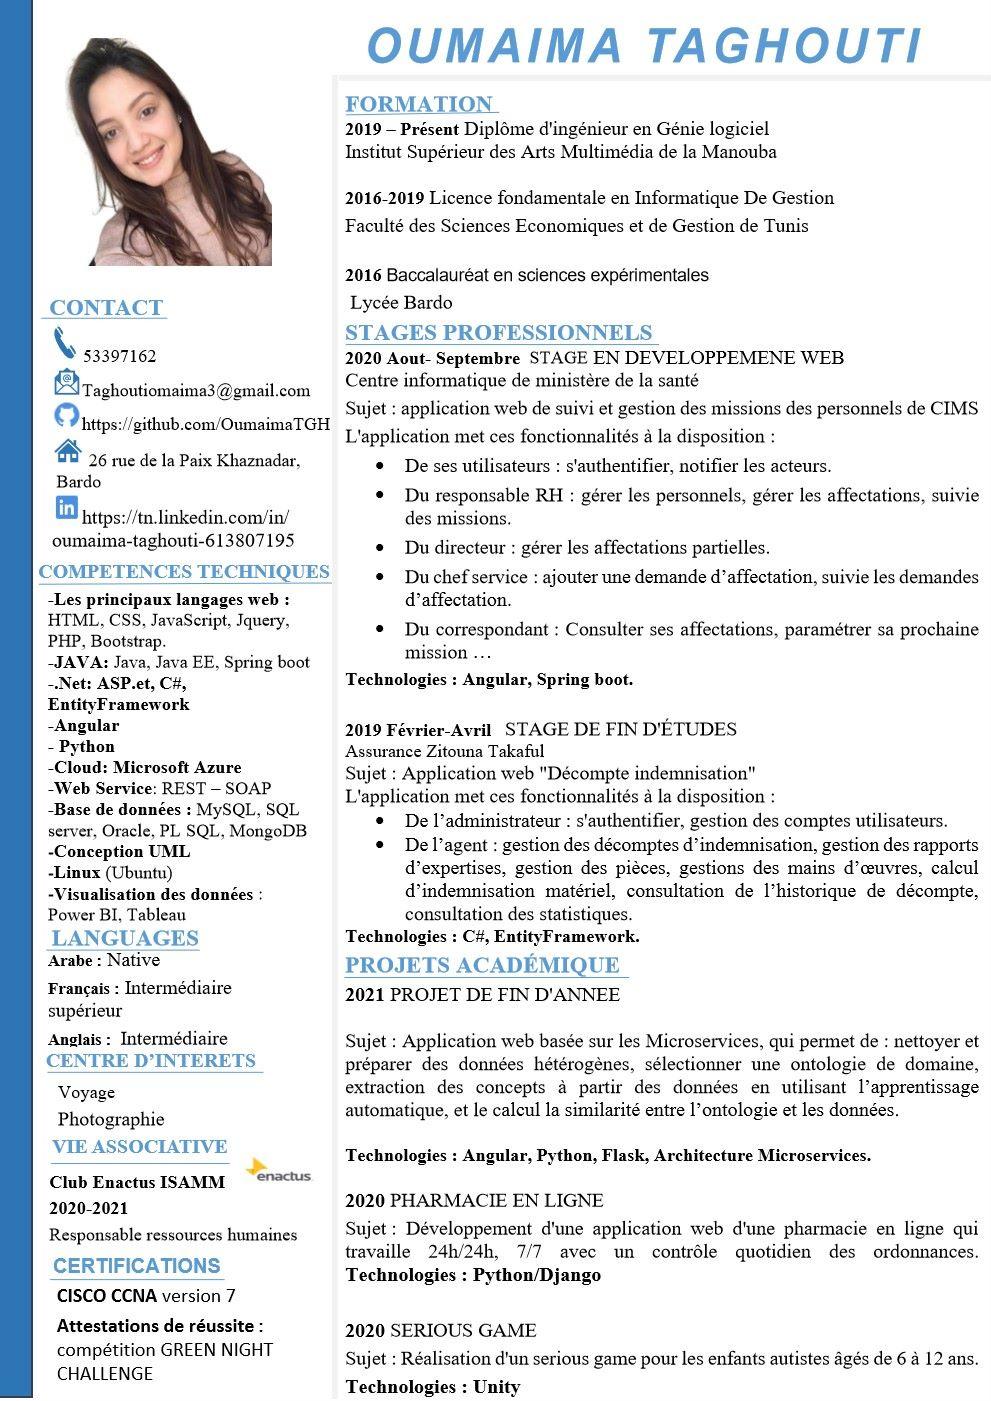 OUMAIMA TAGHOUTI
CONTACT
53397162
Taghoutiomaima3@gmail.com
https://github.com/OumaimaTGH
26 rue de la Paix Khaznadar,
Bardo
https://tn.linkedin.com/in/
oumaima-taghouti-613807195
COMPETENCES TECHNIQUES
-Les principaux langages web :
HTML, CSS, JavaScript, Jquery,
PHP, Bootstrap.
-JAVA: Java, Java EE, Spring boot
-.Net: ASP.et, C#,
EntityFramework
-Angular
- Python
-Cloud: Microsoft Azure
-Web Service: REST – SOAP
-Base de données : MySQL, SQL
server, Oracle, PL SQL, MongoDB
-Conception UML
-Linux (Ubuntu)
-Visualisation des données :
Power BI, Tableau
LANGUAGES
Arabe : Native
Français : Intermédiaire
supérieur
Anglais : Intermédiaire
CENTRE D’INTERETS
Voyage
Photographie
VIE ASSOCIATIVE
enactus
Club Enactus ISAMM
2020-2021
Responsable ressources humaines
CERTIFICATIONS
CISCO CCNA version 7
Attestations de réussite :
compétition GREEN NIGHT
CHALLENGE
FORMATION
2019 – Présent Diplôme d'ingénieur en Génie logiciel
Institut Supérieur des Arts Multimédia de la Manouba
2016-2019 Licence fondamentale en Informatique De Gestion
Faculté des Sciences Economiques et de Gestion de Tunis
2016 Baccalauréat en sciences expérimentales
Lycée Bardo
STAGES PROFESSIONNELS
2020 Aout- Septembre STAGE EN DEVELOPPEMENE WEB
Centre informatique de ministère de la santé
Sujet : application web de suivi et gestion des missions des personnels de CIMS
L'application met ces fonctionnalités à la disposition :
• De ses utilisateurs : s'authentifier, notifier les acteurs.
• Du responsable RH : gérer les personnels, gérer les affectations, suivie
des missions.
• Du directeur : gérer les affectations partielles.
• Du chef service : ajouter une demande d’affectation, suivie les demandes
d’affectation.
• Du correspondant : Consulter ses affectations, paramétrer sa prochaine
mission …
Technologies : Angular, Spring boot.
2019 Février-Avril STAGE DE FIN D'ÉTUDES
Assurance Zitouna Takaful
Sujet : Application web "Décompte indemnisation"
L'application met ces fonctionnalités à la disposition :
• De l’administrateur : s'authentifier, gestion des comptes utilisateurs.
• De l’agent : gestion des décomptes d’indemnisation, gestion des rapports
d’expertises, gestion des pièces, gestions des mains d’œuvres, calcul
d’indemnisation matériel, consultation de l’historique de décompte,
consultation des statistiques.
Technologies : C#, EntityFramework.
PROJETS ACADÉMIQUE
2021 PROJET DE FIN D'ANNEE
Sujet : Application web basée sur les Microservices, qui permet de : nettoyer et
préparer des données hétérogènes, sélectionner une ontologie de domaine,
extraction des concepts à partir des données en utilisant l’apprentissage
automatique, et le calcul la similarité entre l’ontologie et les données.
Technologies : Angular, Python, Flask, Architecture Microservices.
2020 PHARMACIE EN LIGNE
Sujet : Développement d'une application web d'une pharmacie en ligne qui
travaille 24h/24h, 7/7 avec un contrôle quotidien des ordonnances.
Technologies : Python/Django
2020 SERIOUS GAME
Sujet : Réalisation d'un serious game pour les enfants autistes âgés de 6 à 12 ans.
Technologies : Unity